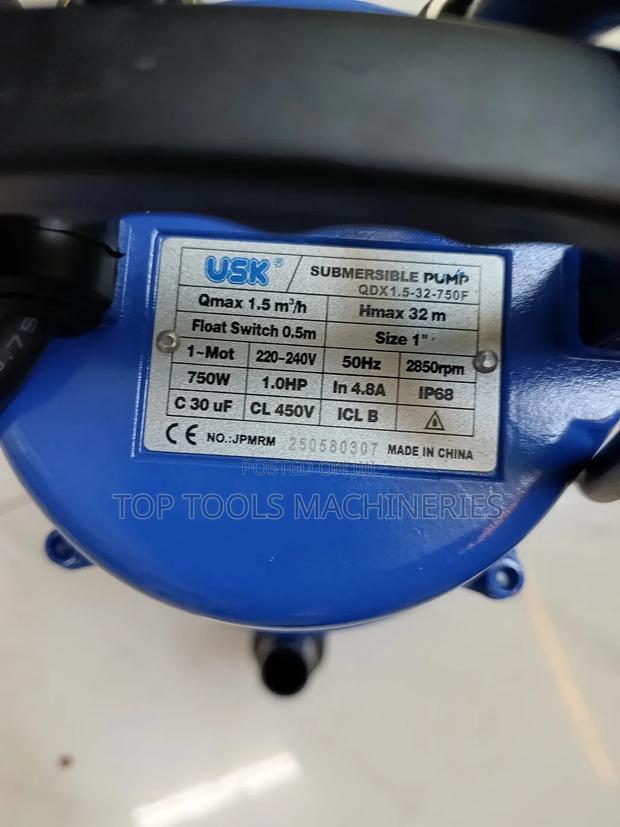 USK ® / SUBMERSIBLE PUMP
QDX1.5-32-750F
Qmax 1.5 m³/h Hmax 32 m
Float Switch 0.5m Size 1"
1~Mot 220-240V 50Hz 2850rpm
750W 1.0HP In 4.8A IP68
C 30 uF CL 450V ICL B
CE NO.:JPMRM 250580307 MADE IN CHINA
POSTED ON JIJI
TOP TOOLS MACHINERIES
.75